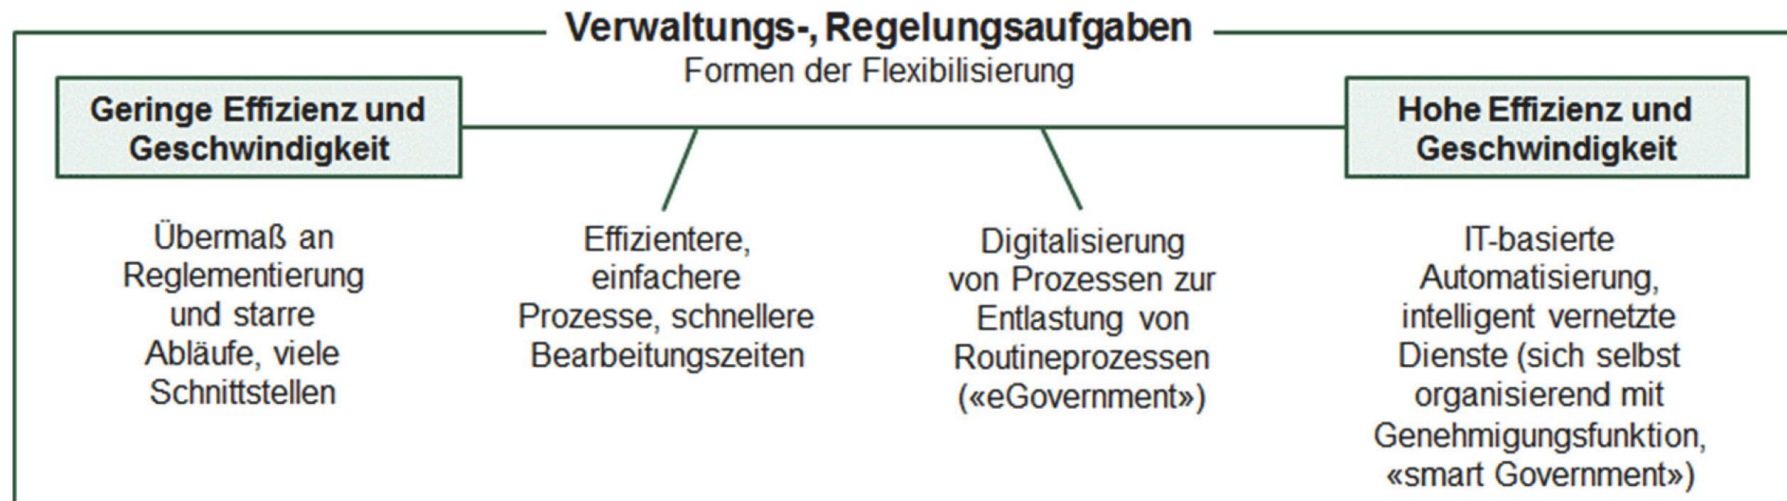 Verwaltungs-, Regelungsaufgaben
Formen der Flexibilisierung
Geringe Effizienz und
Geschwindigkeit
Hohe Effizienz und
Geschwindigkeit
Übermaß an
Reglementierung
und starre
Abläufe, viele
Schnittstellen
Effizientere,
einfachere
Prozesse, schnellere
Bearbeitungszeiten
Digitalisierung
von Prozessen zur
Entlastung von
Routineprozessen
(«eGovernment»)
IT-basierte
Automatisierung,
intelligent vernetzte
Dienste (sich selbst
organisierend mit
Genehmigungsfunktion,
«smart Government»)